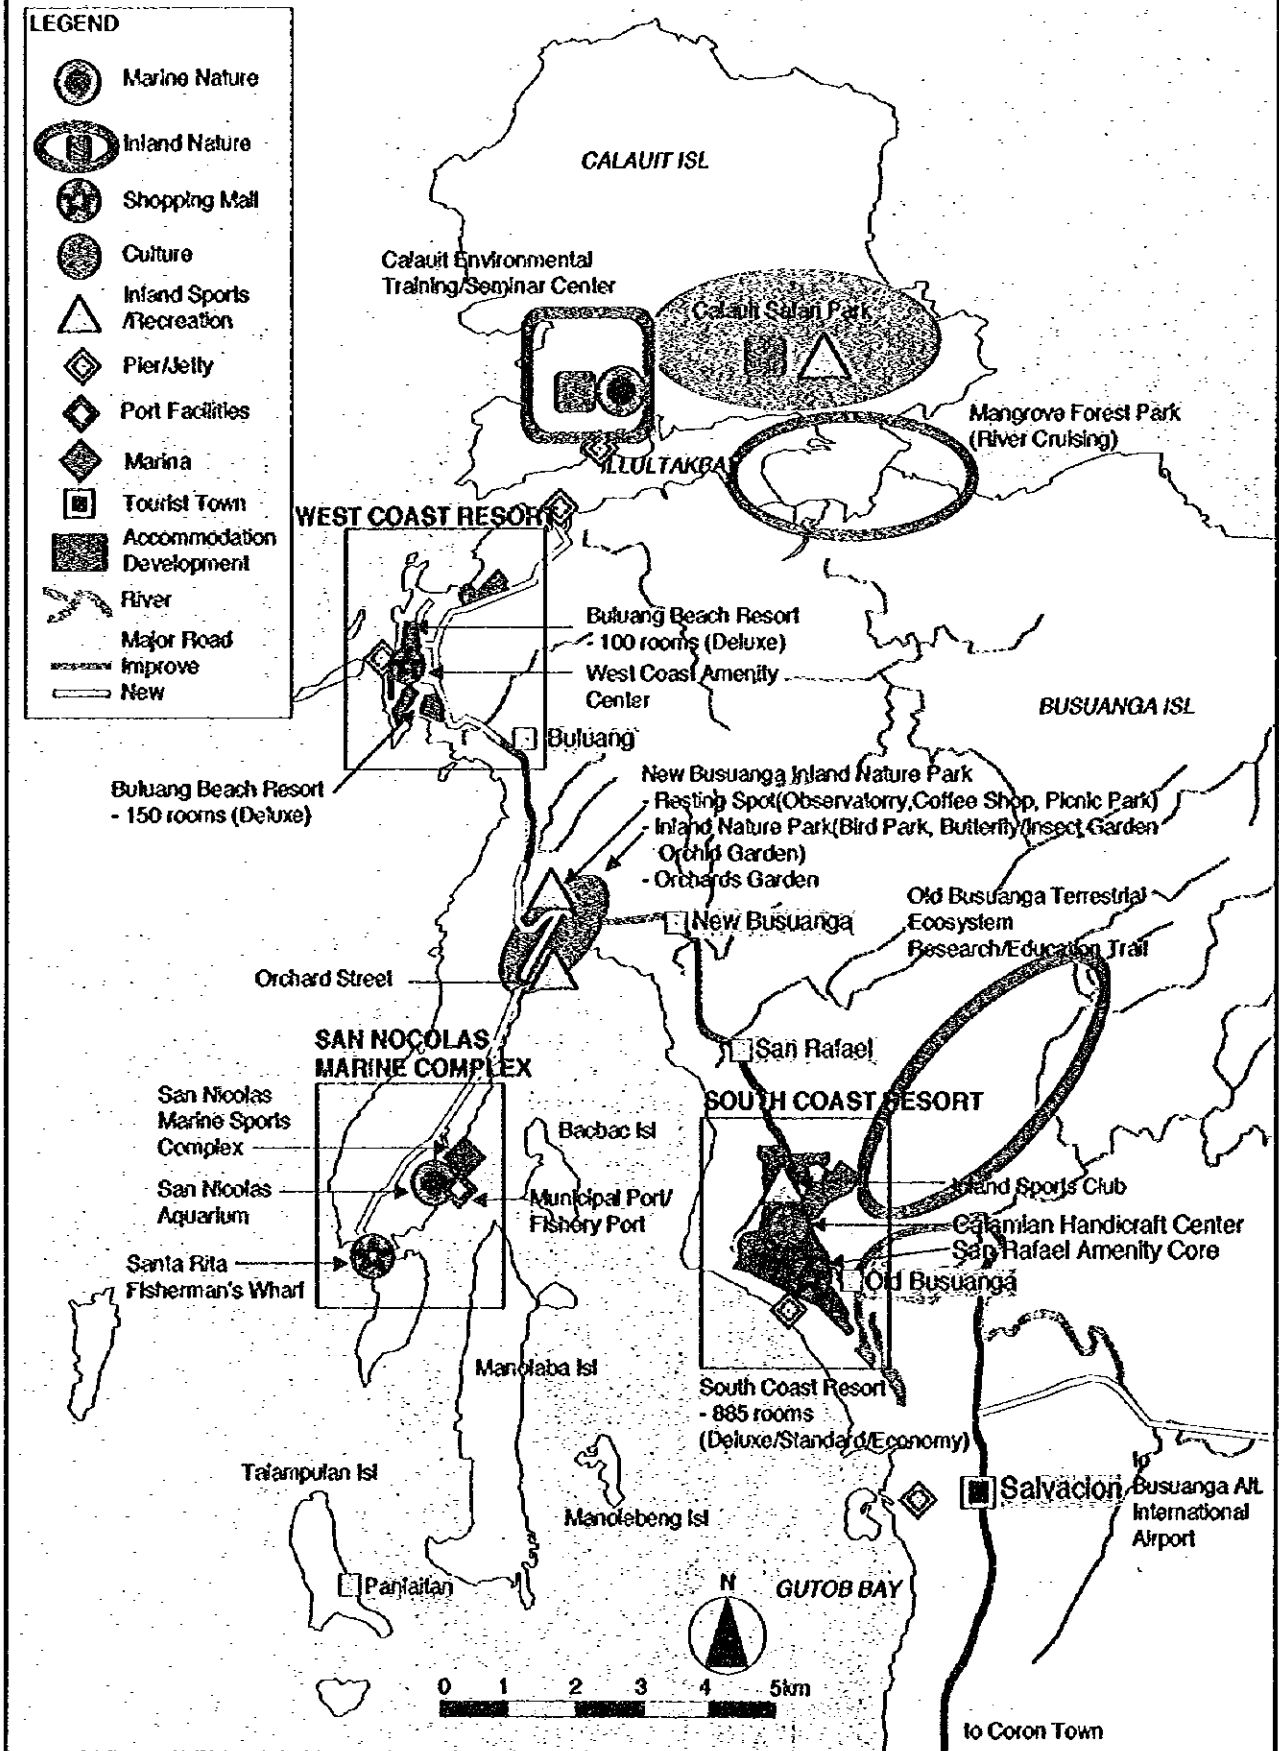 LEGEND
Marine Nature
Inland Nature
Shopping Mall
Culture
Inland Sports
/Recreation
Pier/Jetty
Port Facilities
Marina
Tourist Town
Accommodation
Development
River
Major Road
Improve
New
CALAUIT ISL
Calauit Environmental
Training/Seminar Center
Calauit Safari Park
Mangrove Forest Park
(River Cruising)
ILLULTAKBAY
WEST COAST RESORT
Buluang Beach Resort
- 100 rooms (Deluxe)
West Coast Amenity
Center
BUSUANGA ISL
Buluang
Buluang Beach Resort
- 150 rooms (Deluxe)
New Busuanga Inland Nature Park
- Resting Spot(Observatorry,Coffee Shop, Picnic Park)
- Inland Nature Park(Bird Park, Butterfly/Insect Garden
Orchid Garden)
- Orchards Garden
Old Busuanga Terrestrial
Ecosystem
Research/Education Trail
New Busuanga
Orchard Street
SAN NOCOLAS
MARINE COMPLEX
San Rafael
San Nicolas
Marine Sports
Complex
SOUTH COAST RESORT
Bacbac Isl
San Nicolas
Aquarium
Municipal Port/
Fishery Port
Inland Sports Club
Calamian Handicraft Center
San Rafael Amenity Core
Santa Rita
Fisherman's Wharf
Old Busuanga
Manolaba Isl
South Coast Resort
- 885 rooms
(Deluxe/Standard/Economy)
Talampulan Isl
Salvacion
to
Busuanga Alt.
International
Airport
Manolebeng Isl
Panlaitan
N
GUTOB BAY
0 1 2 3 4 5km
to Coron Town